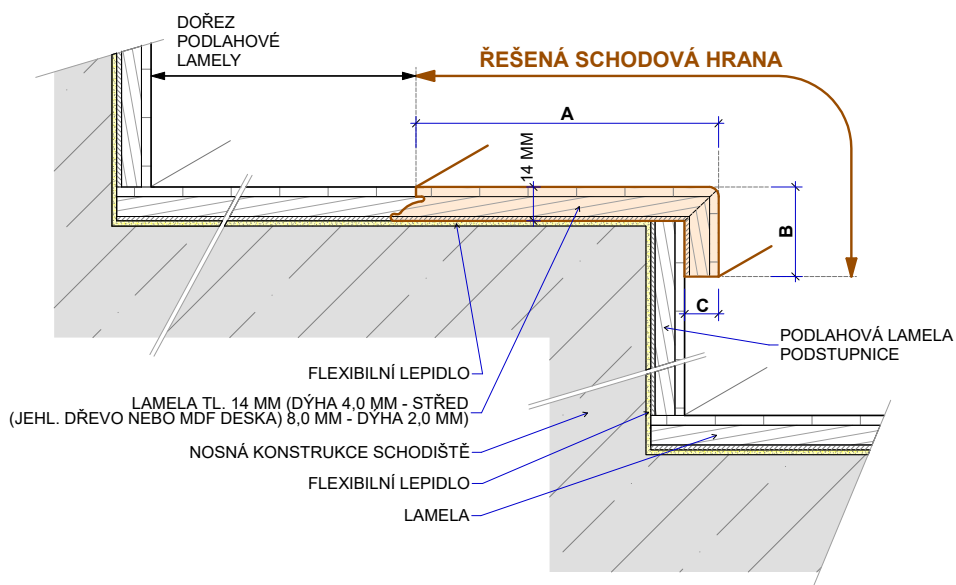 DOŘEZ
PODLAHOVÉ
LAMELY
ŘEŠENÁ SCHODOVÁ HRANA
A
14 MM
B
C
PODLAHOVÁ LAMELA
PODSTUPNICE
FLEXIBILNÍ LEPIDLO
LAMELA TL. 14 MM (DÝHA 4,0 MM - STŘED
(JEHL. DŘEVO NEBO MDF DESKA) 8,0 MM - DÝHA 2,0 MM)
NOSNÁ KONSTRUKCE SCHODIŠTĚ
FLEXIBILNÍ LEPIDLO
LAMELA